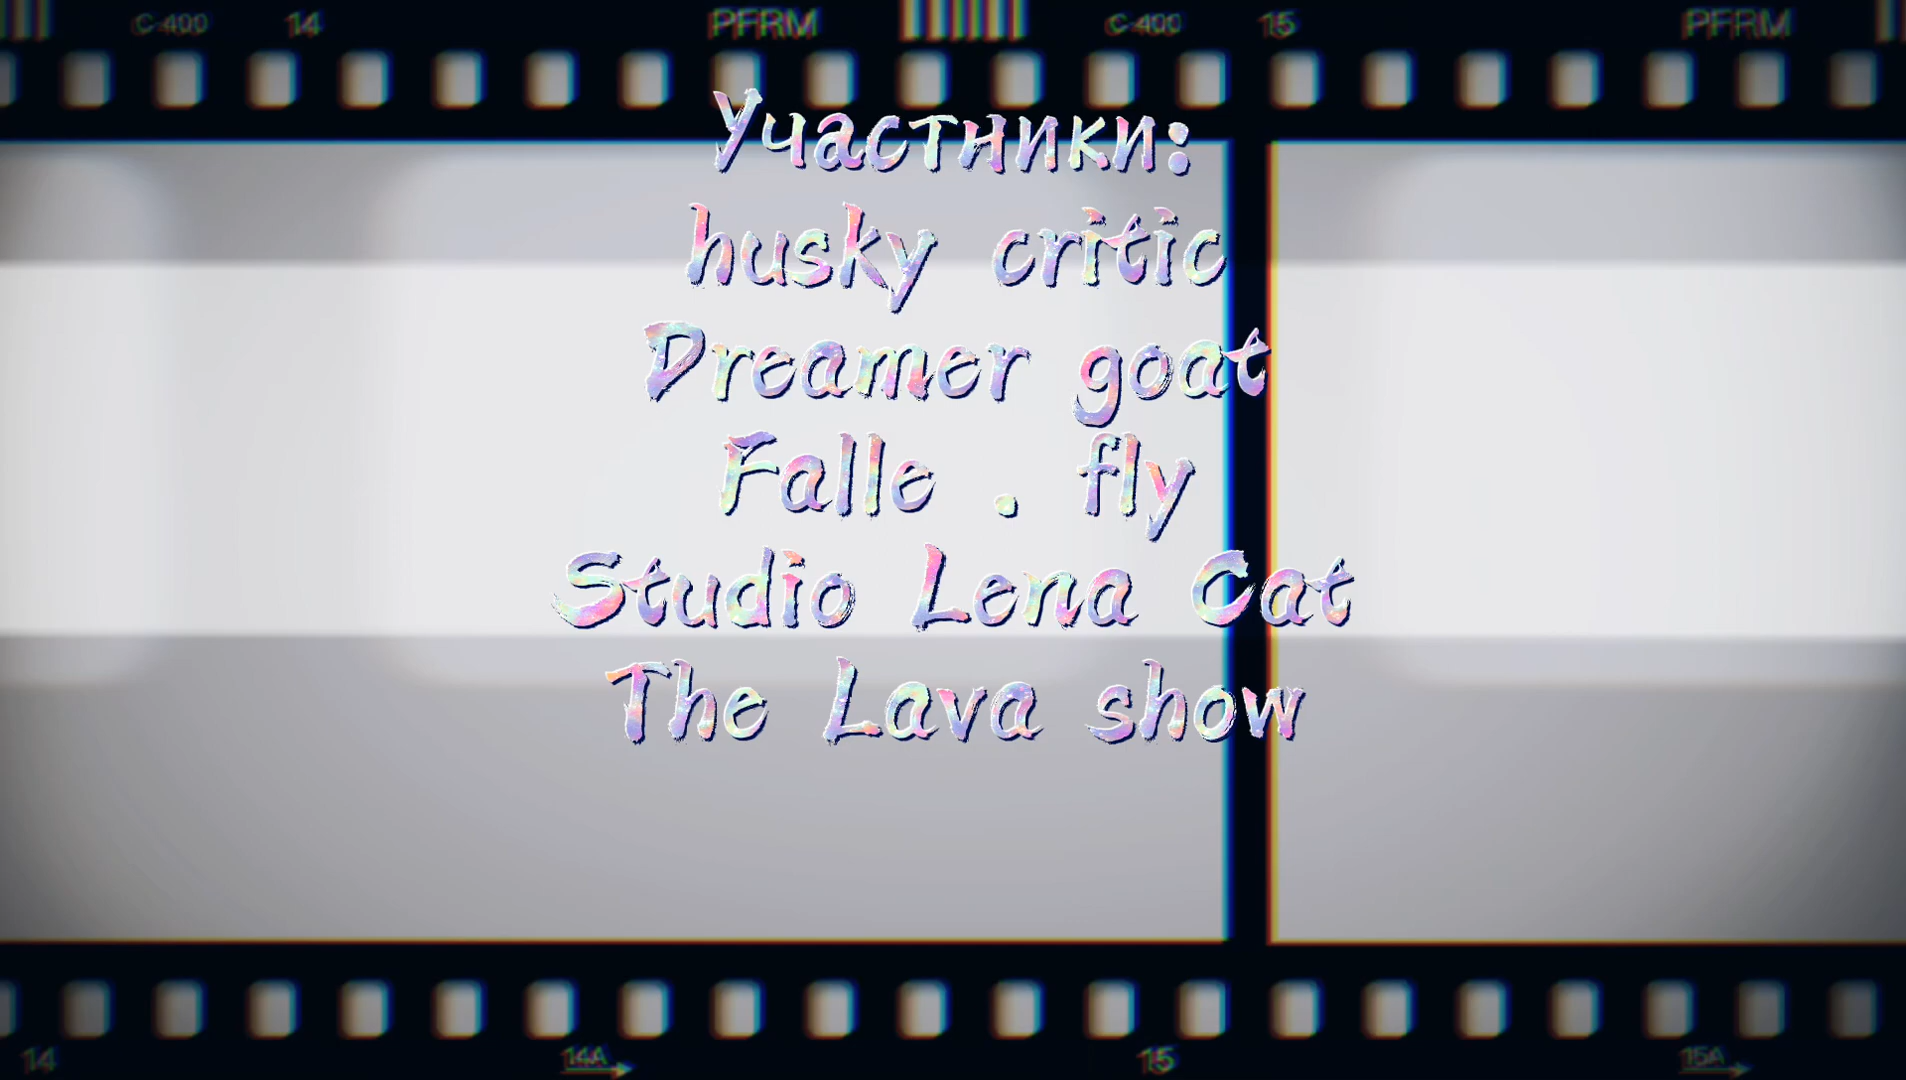 C-400 14 PFRM C-400 15 PFRM
Участники:
husky critic
Dreamer goat
Falle . fly
Studio Lena Cat
The Lava show
14 14A 15 15A